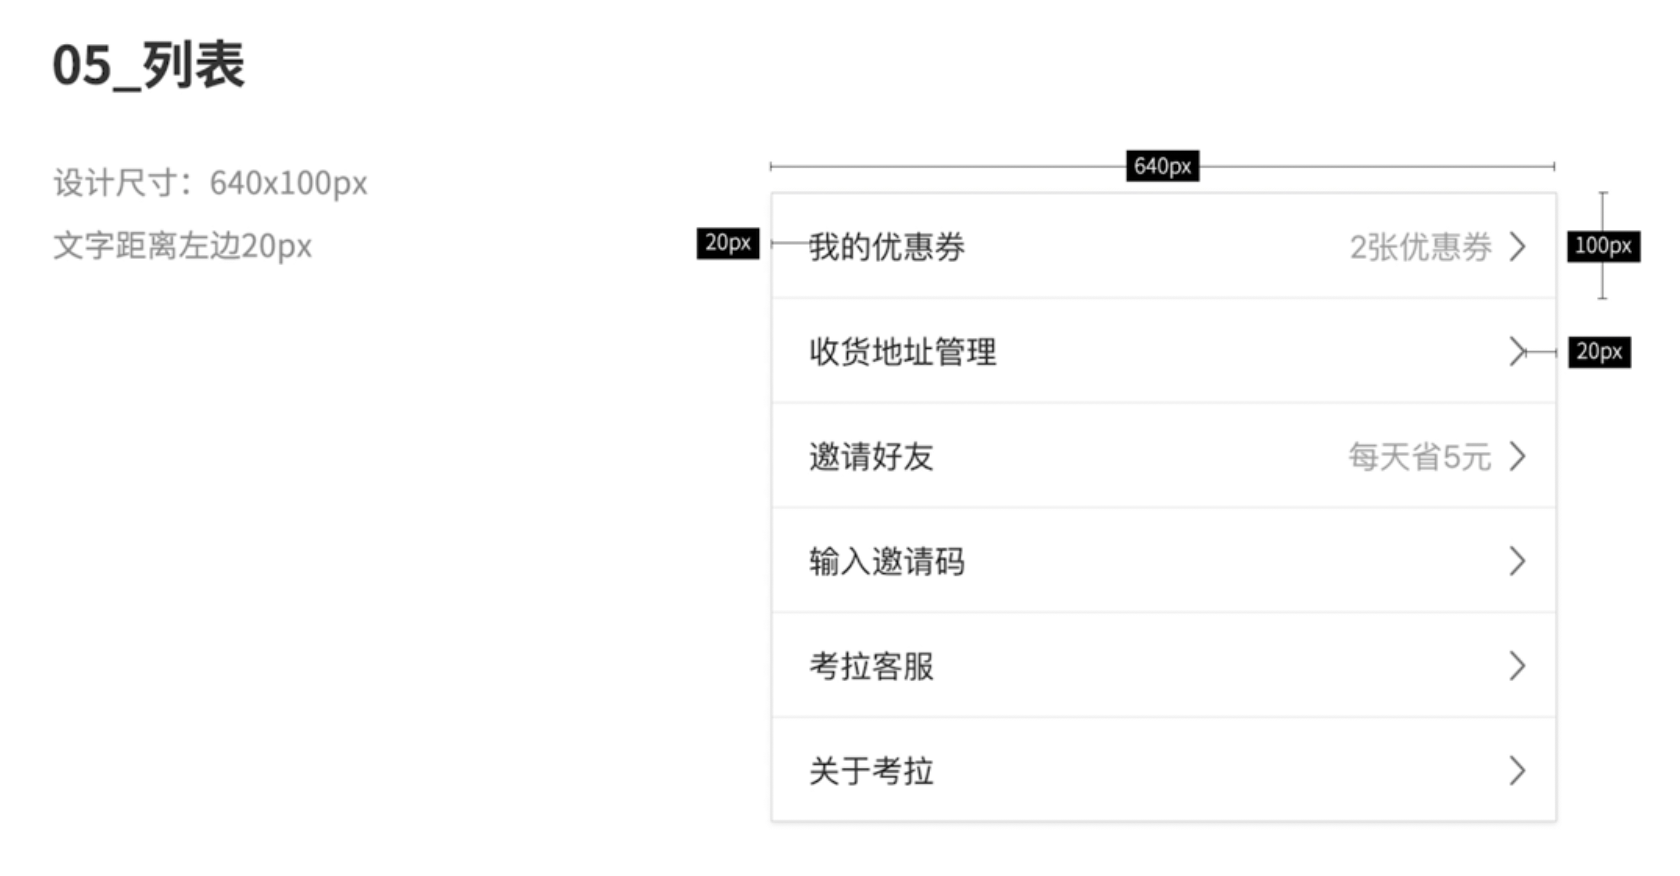 05_列表
设计尺寸：640x100px
文字距离左边20px
640px
20px
我的优惠券 2张优惠券
100px
收货地址管理
20px
邀请好友 每天省5元
输入邀请码
考拉客服
关于考拉